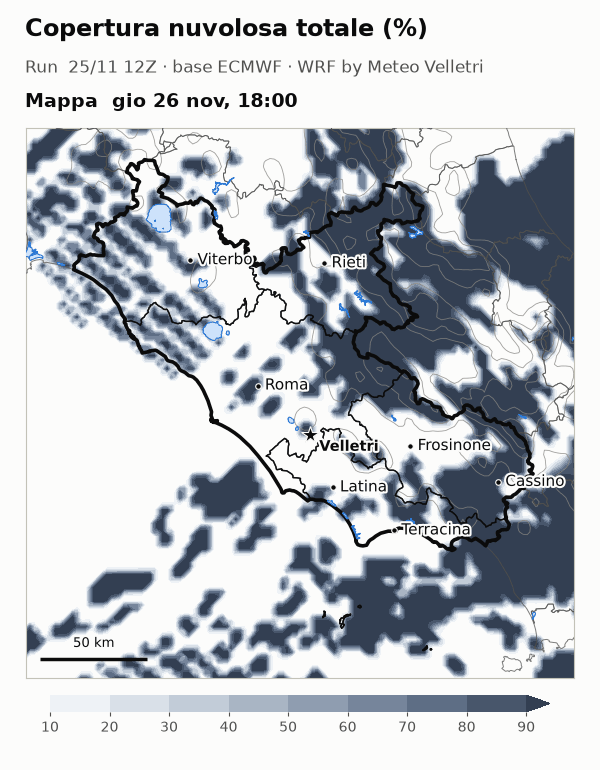 Copertura nuvolosa totale (%)
Run 25/11 12Z · base ECMWF · WRF by Meteo Velletri
Mappa gio 26 nov, 18:00
Viterbo
Rieti
Roma
Velletri
Frosinone
Latina
Cassino
Terracina
50 km
10 20 30 40 50 60 70 80 90